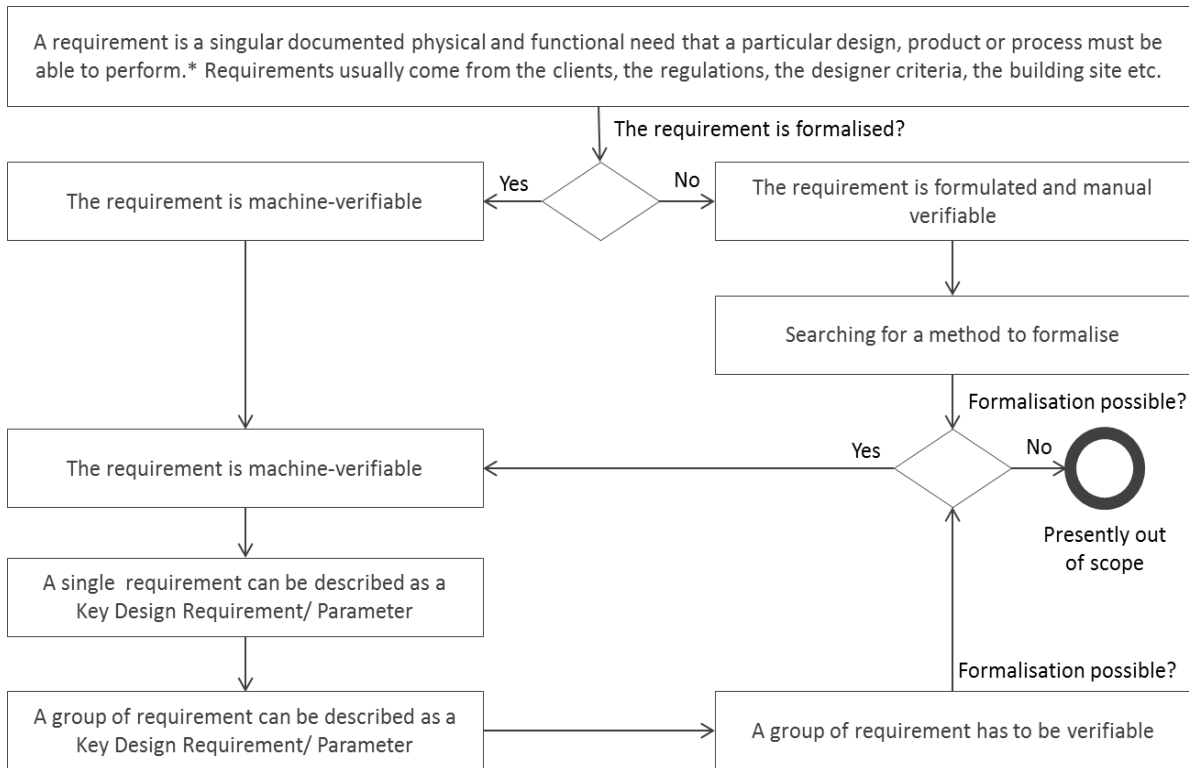 A requirement is a singular documented physical and functional need that a particular design, product or process must be
able to perform.* Requirements usually come from the clients, the regulations, the designer criteria, the building site etc.
The requirement is formalised?
Yes
No
The requirement is machine-verifiable
The requirement is formulated and manual
verifiable
Searching for a method to formalise
Formalisation possible?
Yes
No
The requirement is machine-verifiable
Presently out
of scope
A single requirement can be described as a
Key Design Requirement/ Parameter
Formalisation possible?
A group of requirement can be described as a
Key Design Requirement/ Parameter
A group of requirement has to be verifiable